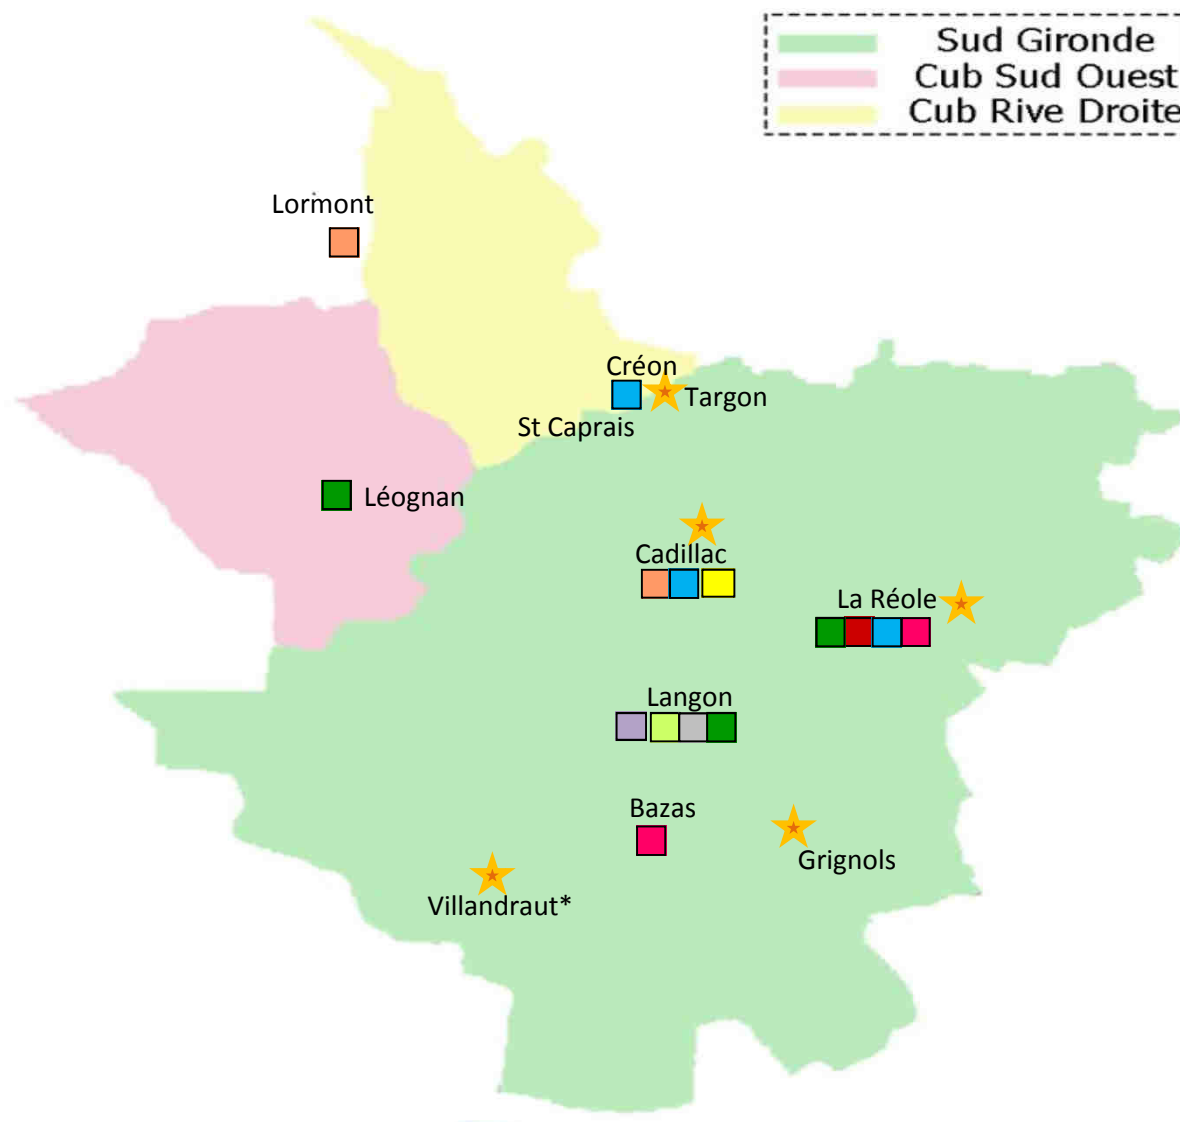 Sud Gironde
Cub Sud Ouest
Cub Rive Droite
Lormont
Créon
Targon
St Caprais
Léognan
Cadillac
La Réole
Langon
Bazas
Grignols
Villandraut*